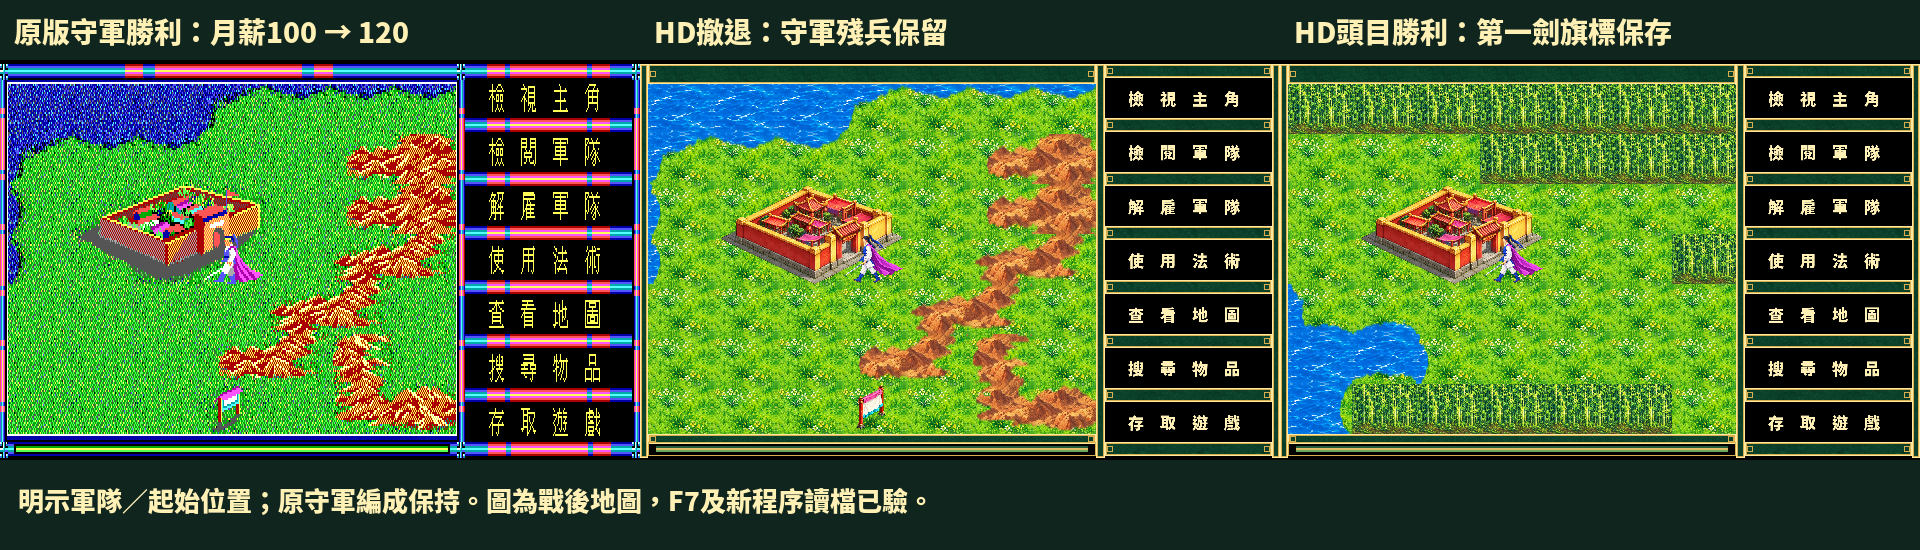 原版守軍勝利：月薪100 → 120
HD撤退：守軍殘兵保留
HD頭目勝利：第一劍旗標保存
檢視主角
檢閱軍隊
解雇軍隊
使用法術
查看地圖
搜尋物品
存取遊戲
檢視主角
檢閱軍隊
解雇軍隊
使用法術
查看地圖
搜尋物品
存取遊戲
檢視主角
檢閱軍隊
解雇軍隊
使用法術
查看地圖
搜尋物品
存取遊戲
明示軍隊／起始位置；原守軍編成保持。圖為戰後地圖，F7及新程序讀檔已驗。